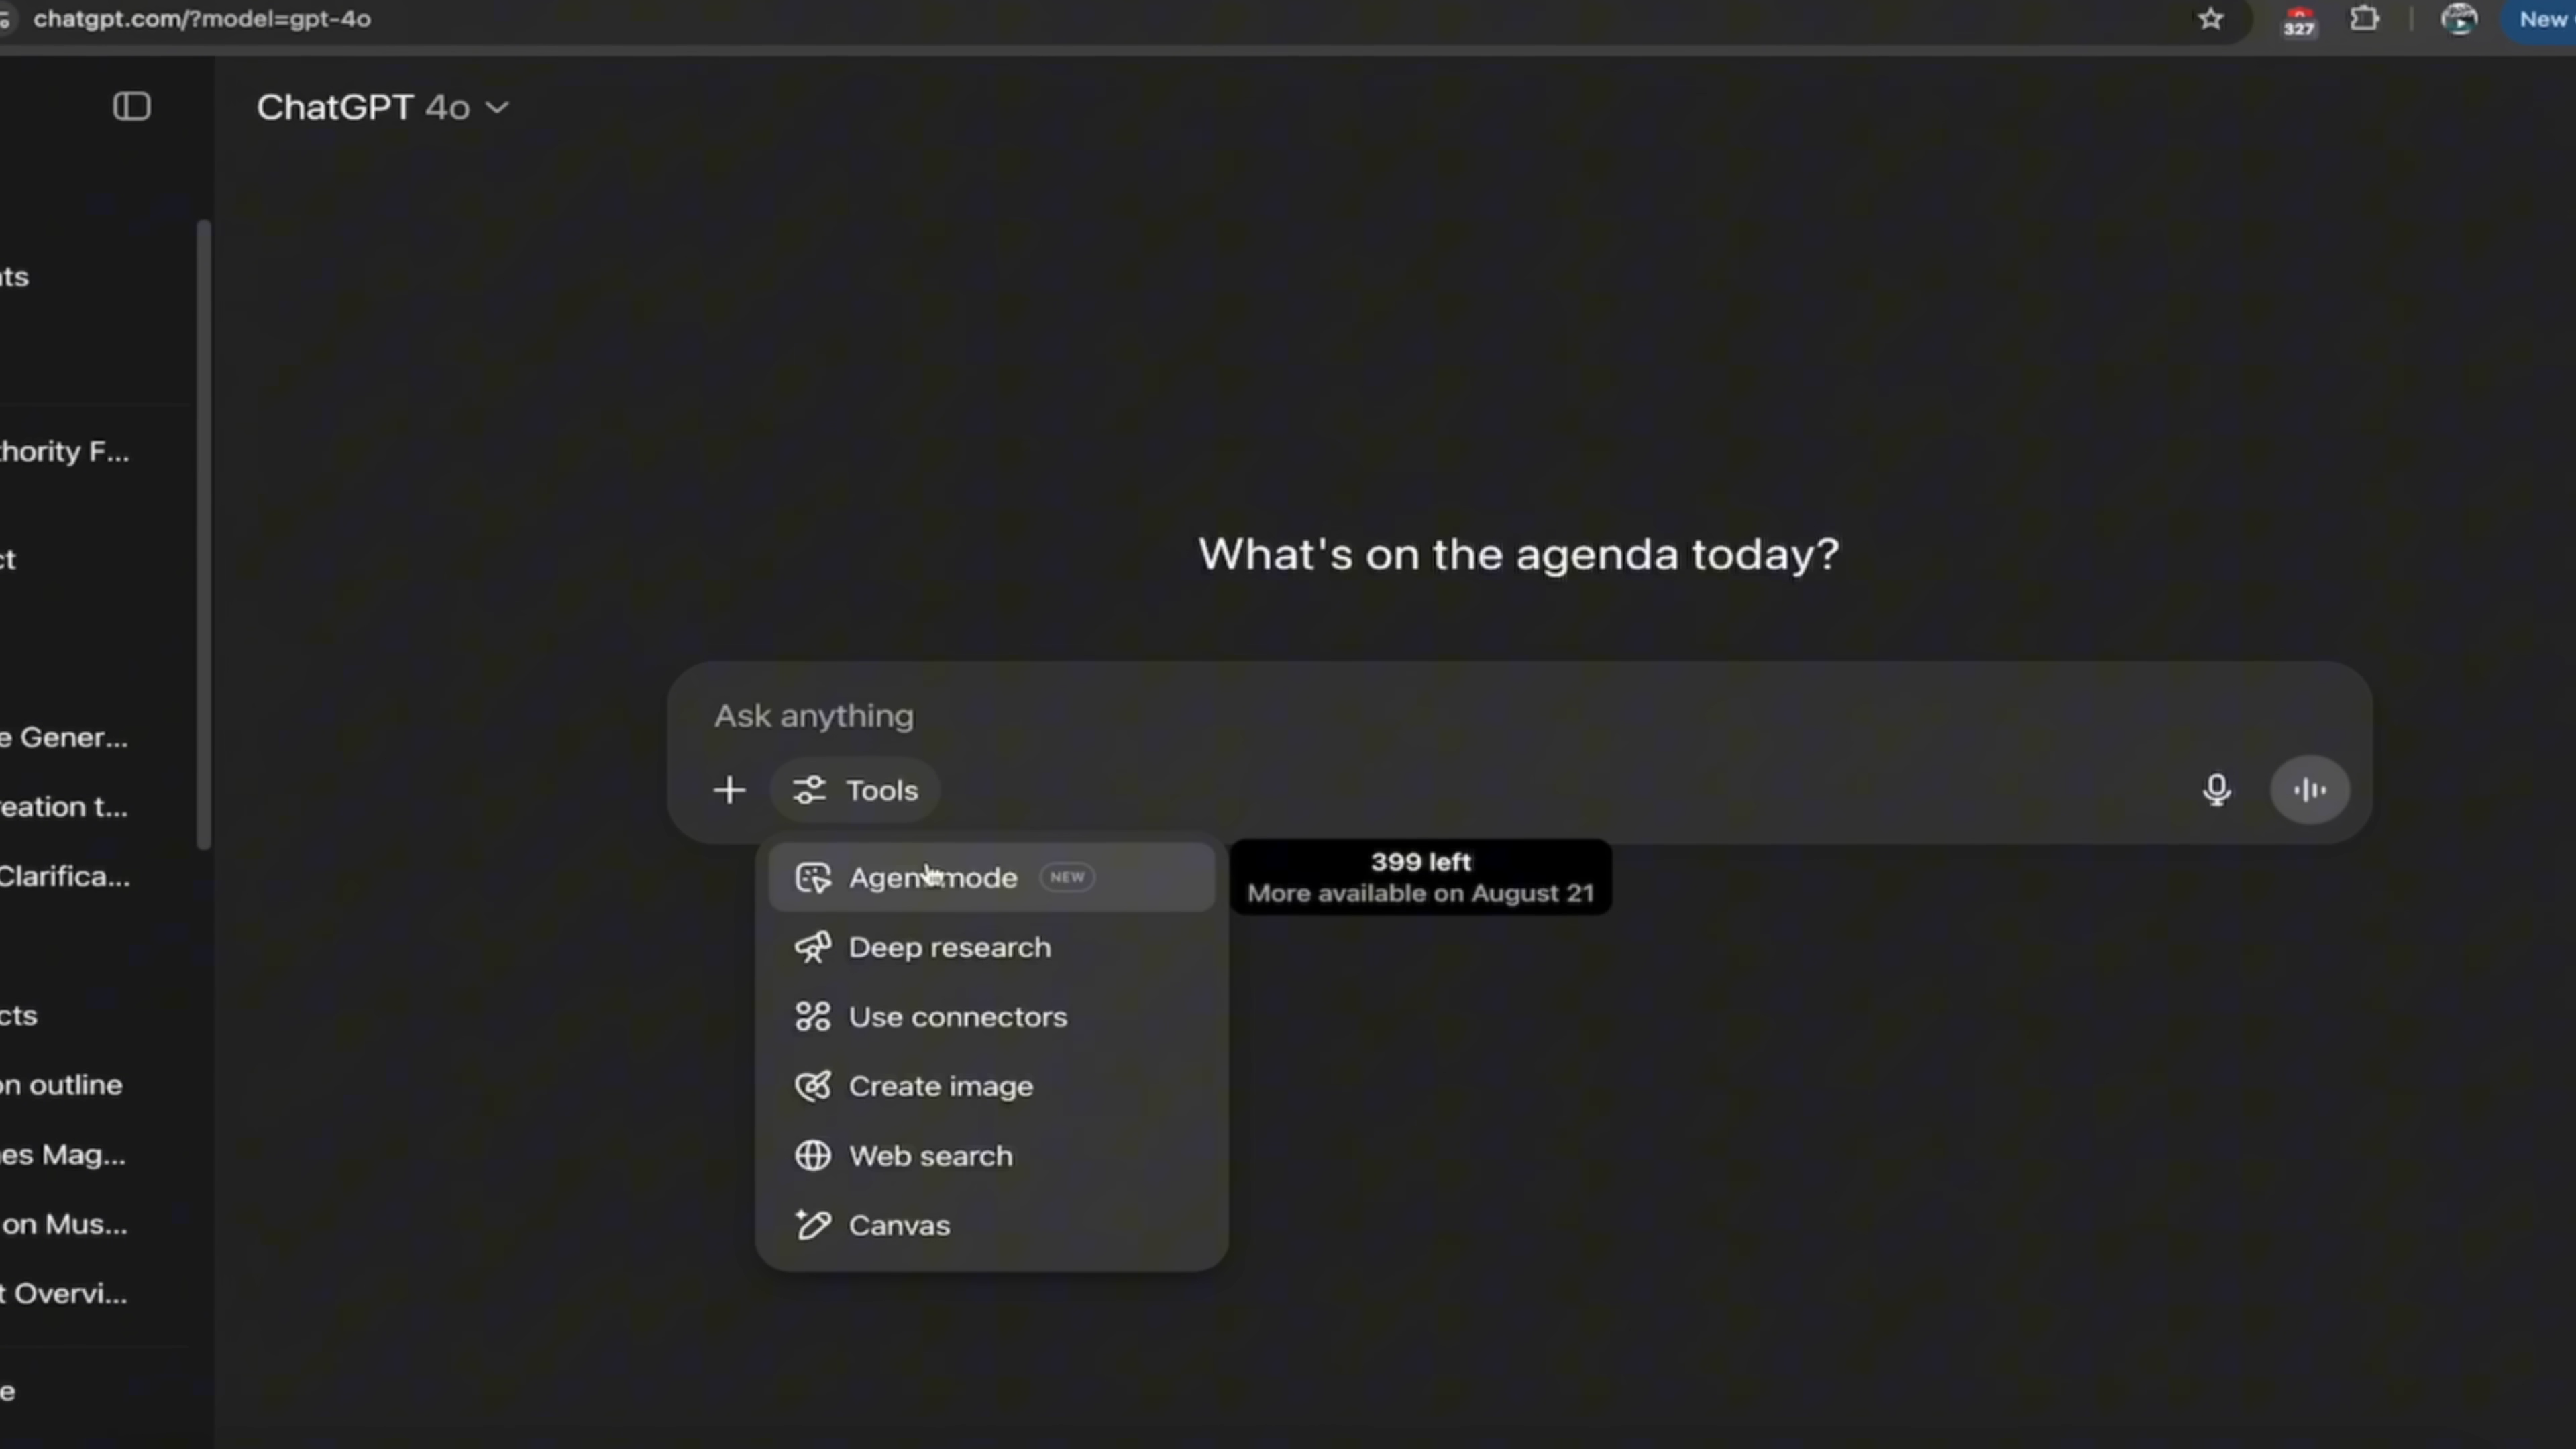 chatgpt.com/?model=gpt-4o
327
New
ChatGPT 4o
ts
hority F...
ct
e Gener...
reation t...
Clarifica...
cts
on outline
es Mag...
on Mus...
t Overvi...
e
What's on the agenda today?
Ask anything
Tools
Agent mode NEW
399 left
More available on August 21
Deep research
Use connectors
Create image
Web search
Canvas